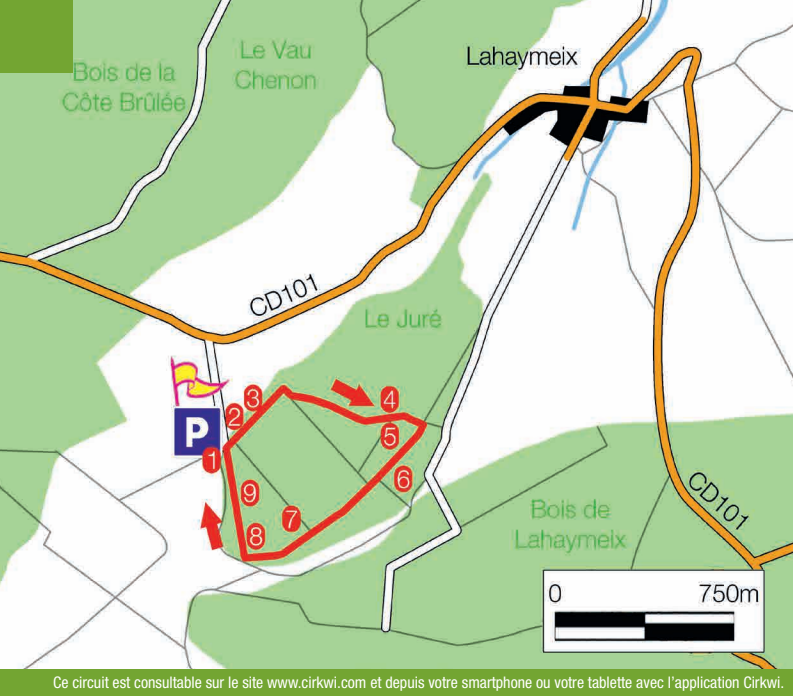 Lahaymeix
Le Vau
Chenon
Bois de la
Côte Brûlée
CD101
Le Juré
3
4
2
P
5
1
6
9
7
8
CD101
Bois de
Lahaymeix
0 750m
Ce circuit est consultable sur le site www.cirkwi.com et depuis votre smartphone ou votre tablette avec l'application Cirkwi.